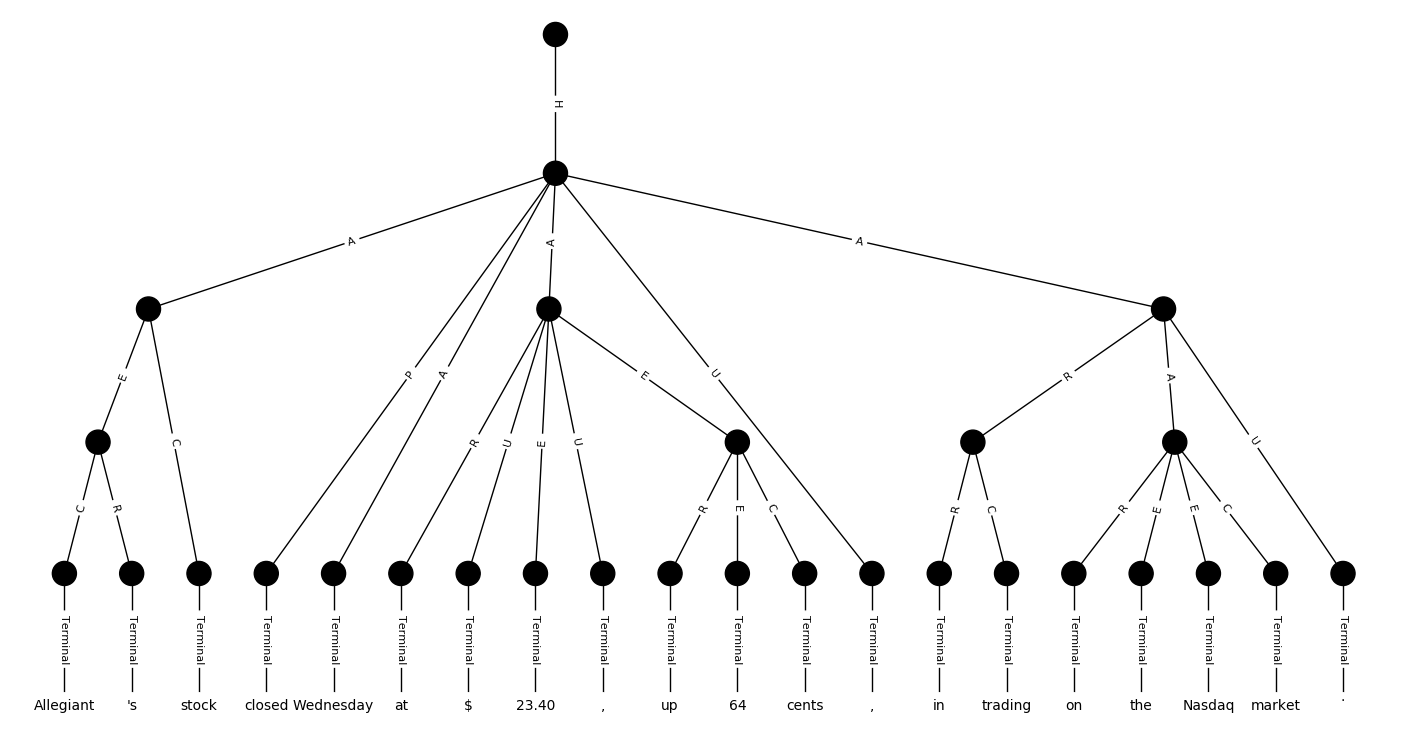 H
A A A
P A U
E C R U E U E R A U
C R R E C R C R E E C
Terminal Terminal Terminal Terminal Terminal Terminal Terminal Terminal Terminal Terminal Terminal Terminal Terminal Terminal Terminal Terminal Terminal Terminal Terminal Terminal
Allegiant 's stock closed Wednesday at $ 23.40 , up 64 cents , in trading on the Nasdaq market .